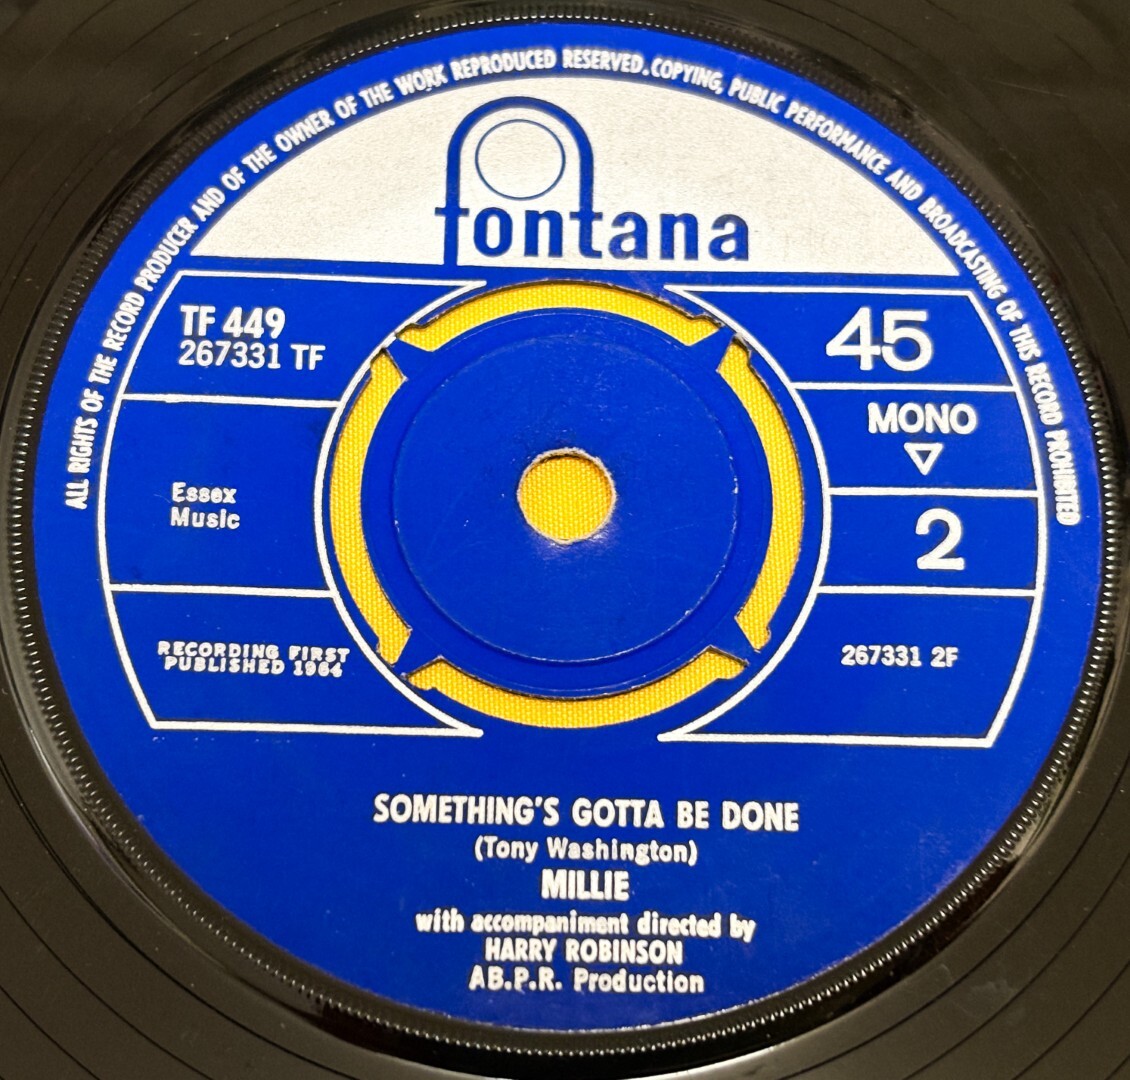 ALL RIGHTS OF THE RECORD PRODUCER AND OF THE OWNER OF THE WORK REPRODUCED RESERVED. COPYING, PUBLIC PERFORMANCE AND BROADCASTING OF THIS RECORD PROHIBITED
fontana
TF 449
267331 TF
Essex
Music
RECORDING FIRST
PUBLISHED 1964
45
MONO
2
267331 2F
SOMETHING'S GOTTA BE DONE
(Tony Washington)
MILLIE
with accompaniment directed by
HARRY ROBINSON
AB.P.R. Production